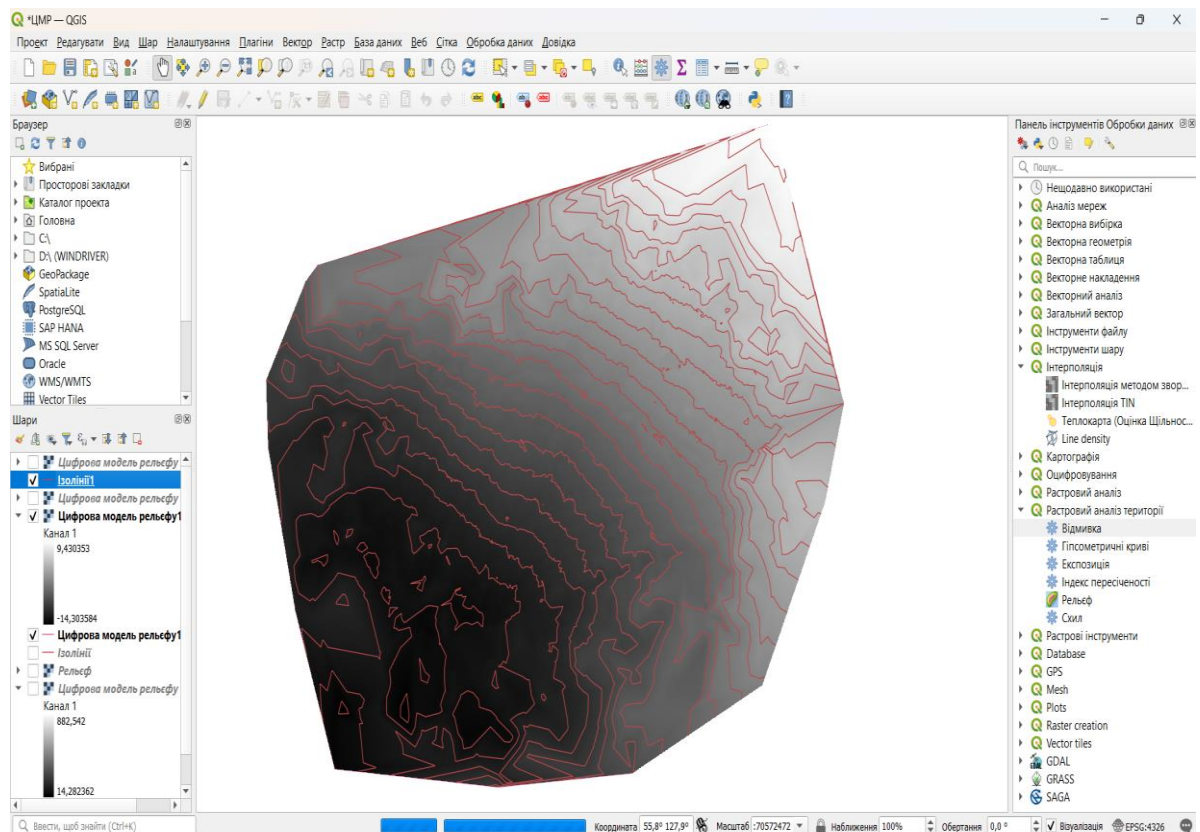 *ЦМР — QGIS
Проект Редагувати Вид Шар Налаштування Плагіни Вектор Растр База даних Веб Сітка Обробка даних Довідка
Браузер
Вибрані
Просторові закладки
Каталог проекта
Головна
C:\
D:\ (WINDRIVER)
GeoPackage
SpatiaLite
PostgreSQL
SAP HANA
MS SQL Server
Oracle
WMS/WMTS
Vector Tiles
Шари
Цифрова модель рельєфу
Ізолінії1
Цифрова модель рельєфу
Цифрова модель рельєфу1
Канал 1
9,430353
-14,303584
Цифрова модель рельєфу1
Ізолінії
Рельєф
Цифрова модель рельєфу
Канал 1
882,542
14,282362
Панель інструментів Обробки даних
Пошук...
Нещодавно використані
Аналіз мереж
Векторна вибірка
Векторна геометрія
Векторна таблиця
Векторне накладення
Векторний аналіз
Загальний вектор
Інструменти файлу
Інструменти шару
Інтерполяція
Інтерполяція методом звор...
Інтерполяція TIN
Теплокарта (Оцінка Щільнос...
Line density
Картографія
Оцифровування
Растровий аналіз
Растровий аналіз території
Відмивка
Гіпсометричні криві
Експозиція
Індекс пересіченості
Рельєф
Схил
Растрові інструменти
Database
GPS
Mesh
Plots
Raster creation
Vector tiles
GDAL
GRASS
SAGA
Ввести, щоб знайти (Ctrl+K)
Координата 55,8° 127,9° Масштаб :70572472 Наближення 100% Обертання 0,0 ° Візуалізація EPSG:4326